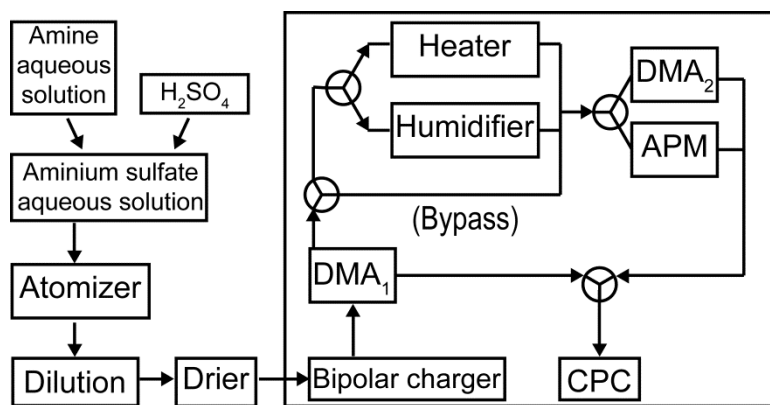 Amine
aqueous
solution
H₂SO₄
Aminium sulfate
aqueous solution
Atomizer
Dilution
Drier
Bipolar charger
DMA₁
(Bypass)
Heater
Humidifier
DMA₂
APM
CPC